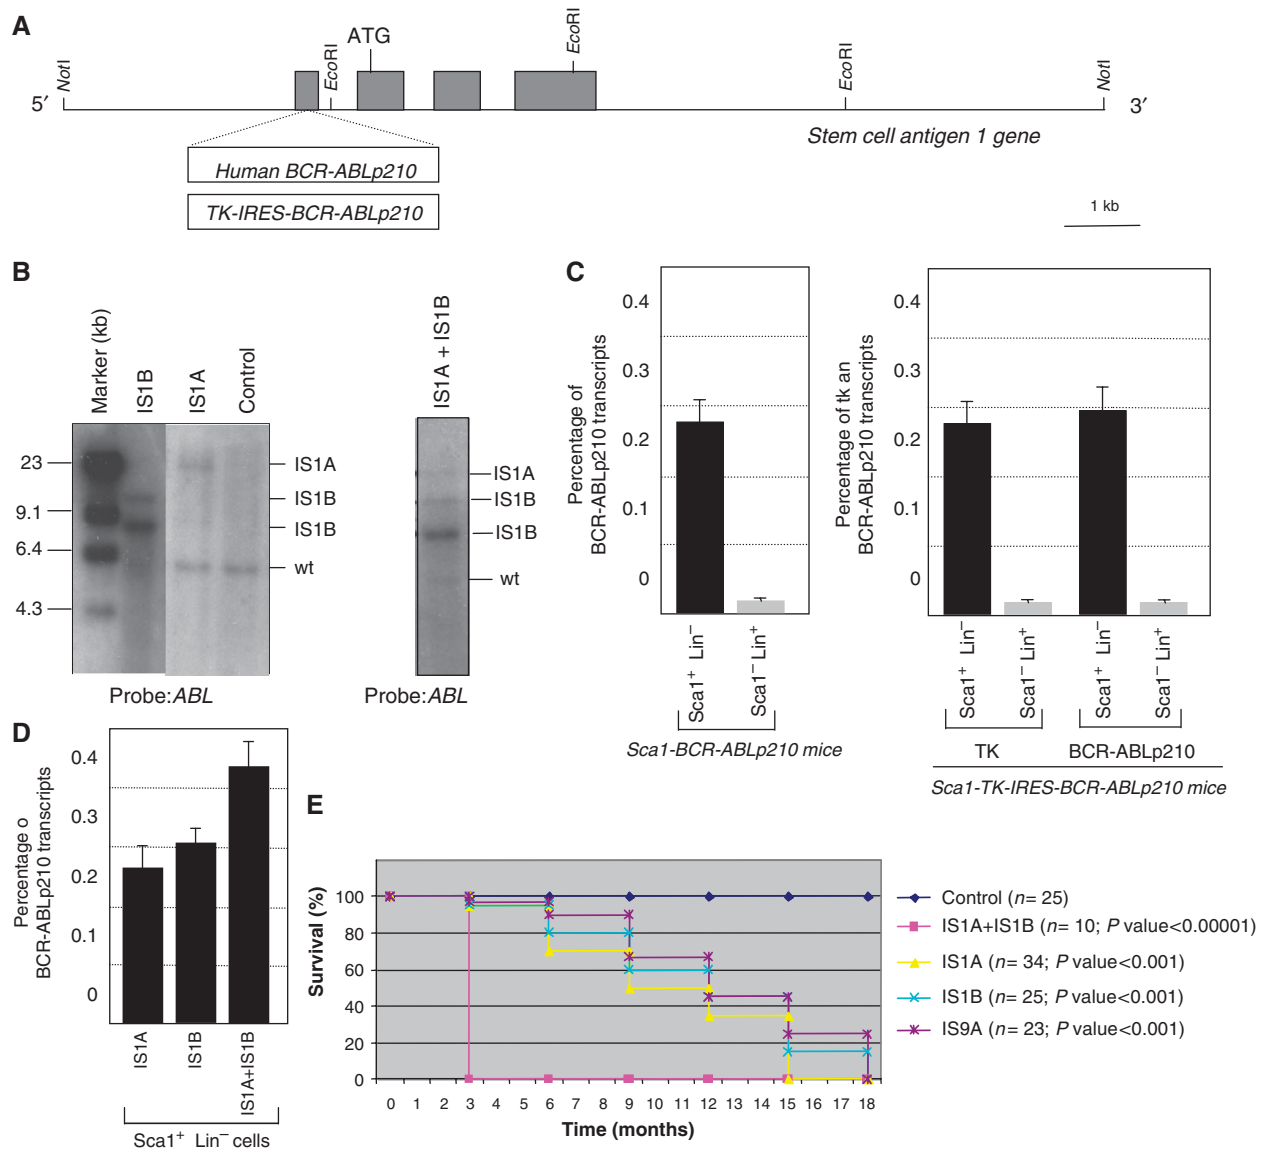 A
NotI
EcoRI
ATG
EcoRI
EcoRI
NotI
5′
3′
Stem cell antigen 1 gene
Human BCR-ABLp210
TK-IRES-BCR-ABLp210
1 kb
B
Marker (kb)
IS1B
IS1A
Control
23
9.1
6.4
4.3
IS1A
IS1B
IS1B
wt
Probe:ABL
IS1A + IS1B
IS1A
IS1B
IS1B
wt
Probe:ABL
C
Percentage of
BCR-ABLp210 transcripts
0.4
0.3
0.2
0.1
0
Sca1+ Lin−
Sca1− Lin+
Sca1-BCR-ABLp210 mice
Percentage of tk an
BCR-ABLp210 transcripts
0.4
0.3
0.2
0.1
0
Sca1+ Lin−
Sca1− Lin+
Sca1+ Lin−
Sca1− Lin+
TK
BCR-ABLp210
Sca1-TK-IRES-BCR-ABLp210 mice
D
Percentage o
BCR-ABLp210 transcripts
0.4
0.3
0.2
0.1
0
IS1A
IS1B
IS1A+IS1B
Sca1+ Lin− cells
E
Survival (%)
100
80
60
40
20
0
0 1 2 3 4 5 6 7 8 9 10 11 12 13 14 15 16 17 18
Time (months)
Control (n= 25)
IS1A+IS1B (n= 10; P value<0.00001)
IS1A (n= 34; P value<0.001)
IS1B (n= 25; P value<0.001)
IS9A (n= 23; P value<0.001)